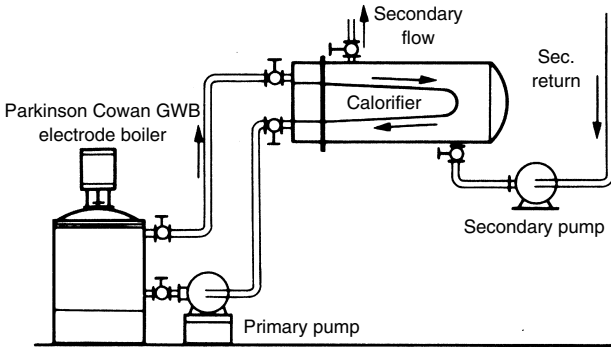 Secondary
flow
Sec.
return
Parkinson Cowan GWB
electrode boiler
Calorifier
Secondary pump
Primary pump